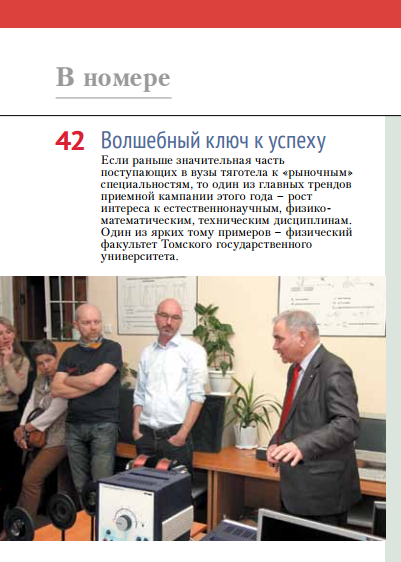 В номере
42 Волшебный ключ к успеху
Если раньше значительная часть
поступающих в вузы тяготела к «рыночным»
специальностям, то один из главных трендов
приемной кампании этого года – рост
интереса к естественнонаучным, физико-
математическим, техническим дисциплинам.
Один из ярких тому примеров – физический
факультет Томского государственного
университета.